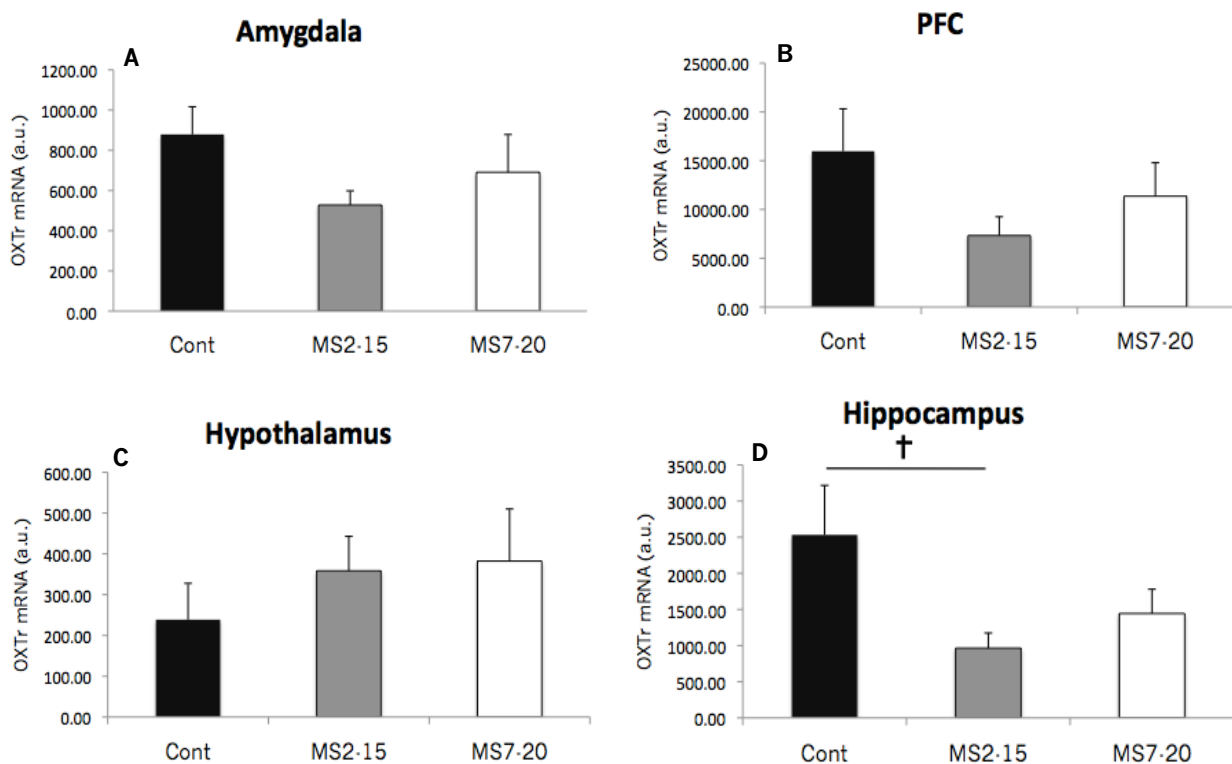 Amygdala
A
OXTr mRNA (a.u.)
1200.00
1000.00
800.00
600.00
400.00
200.00
0.00
Cont MS2-15 MS7-20
PFC
B
OXTr mRNA (a.u.)
25000.00
20000.00
15000.00
10000.00
5000.00
0.00
Cont MS2-15 MS7-20
Hypothalamus
C
OXTr mRNA (a.u.)
600.00
500.00
400.00
300.00
200.00
100.00
0.00
Cont MS2-15 MS7-20
Hippocampus
D
†
OXTr mRNA (a.u.)
3500.00
3000.00
2500.00
2000.00
1500.00
1000.00
500.00
0.00
Cont MS2-15 MS7-20